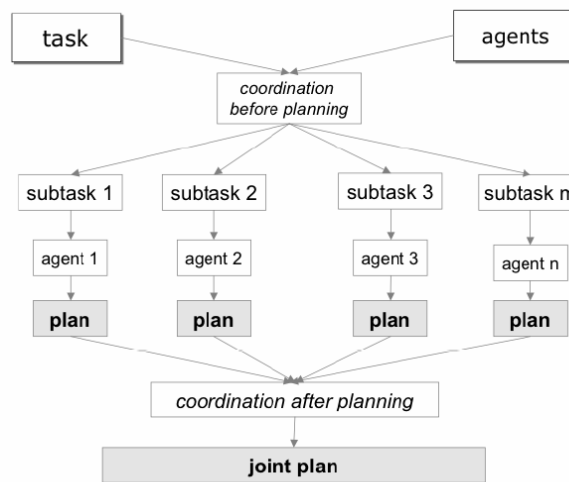 task
agents
coordination
before planning
subtask 1
subtask 2
subtask 3
subtask m
agent 1
agent 2
agent 3
agent n
plan
plan
plan
plan
coordination after planning
joint plan